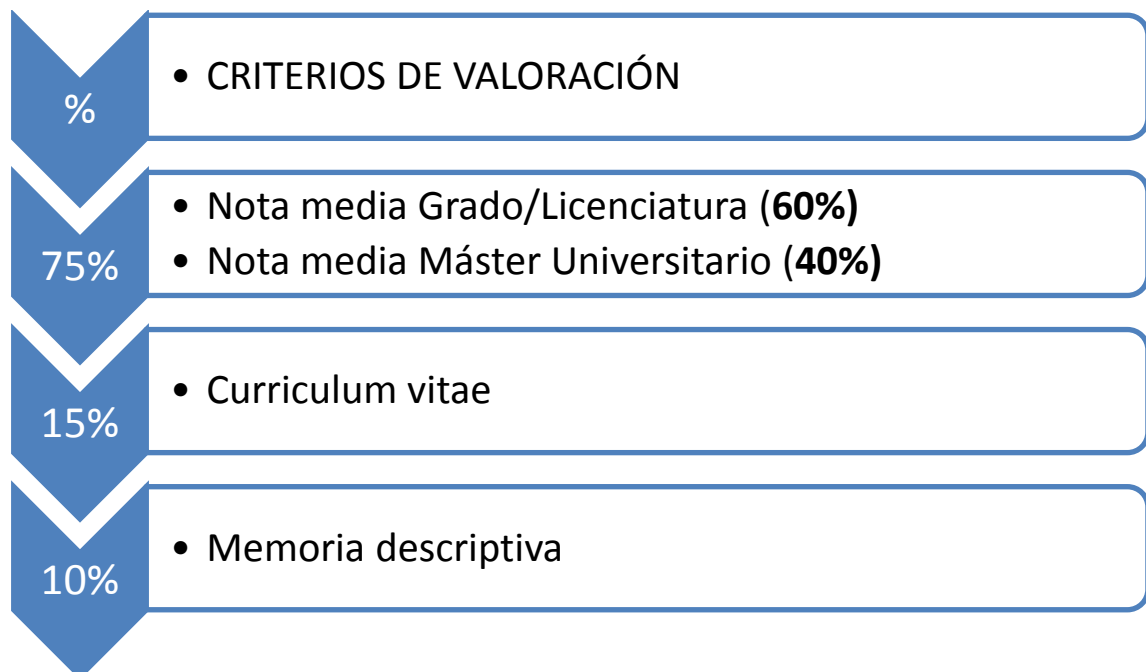 %
• CRITERIOS DE VALORACIÓN
75%
• Nota media Grado/Licenciatura (60%)
• Nota media Máster Universitario (40%)
15%
• Curriculum vitae
10%
• Memoria descriptiva